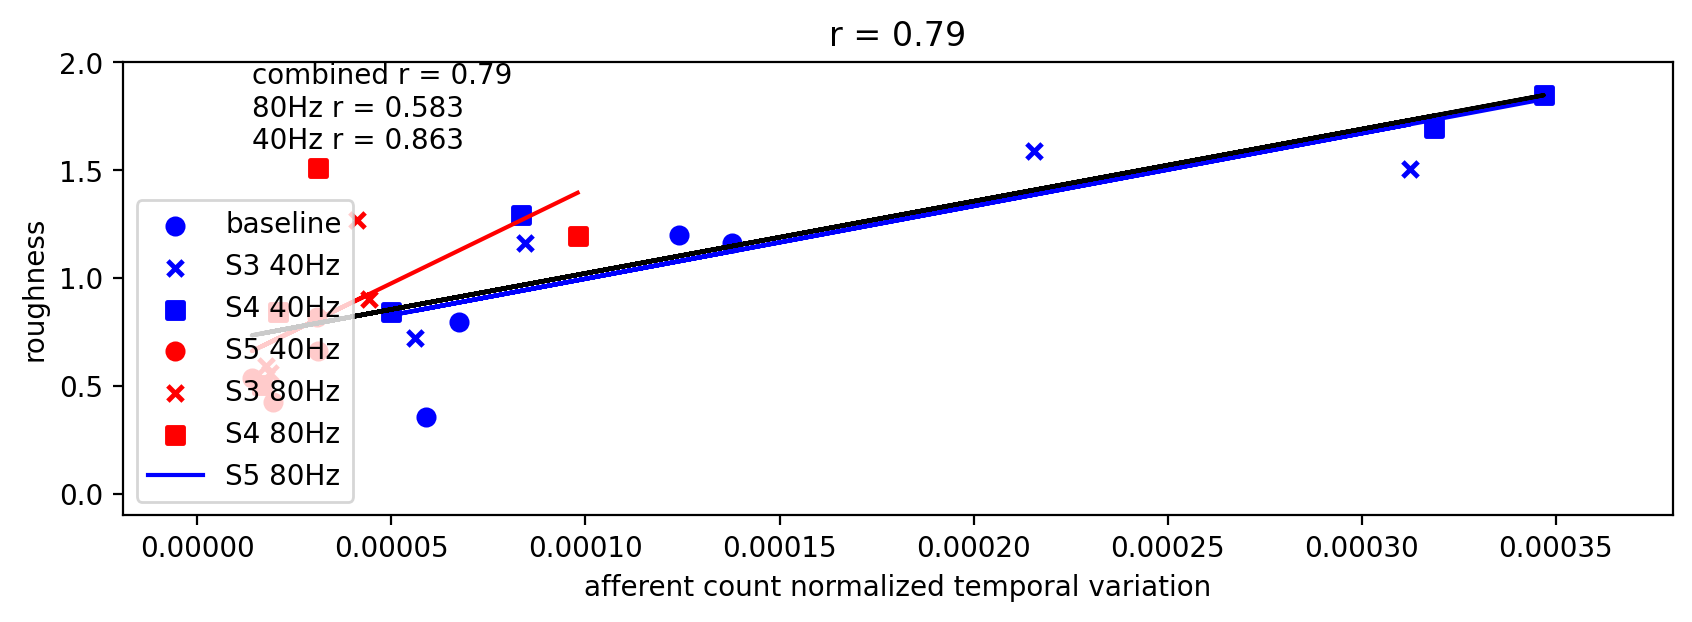 r = 0.79
combined r = 0.79
80Hz r = 0.583
40Hz r = 0.863
2.0
1.5
1.0
0.5
0.0
roughness
baseline
S3 40Hz
S4 40Hz
S5 40Hz
S3 80Hz
S4 80Hz
S5 80Hz
0.00000 0.00005 0.00010 0.00015 0.00020 0.00025 0.00030 0.00035
afferent count normalized temporal variation